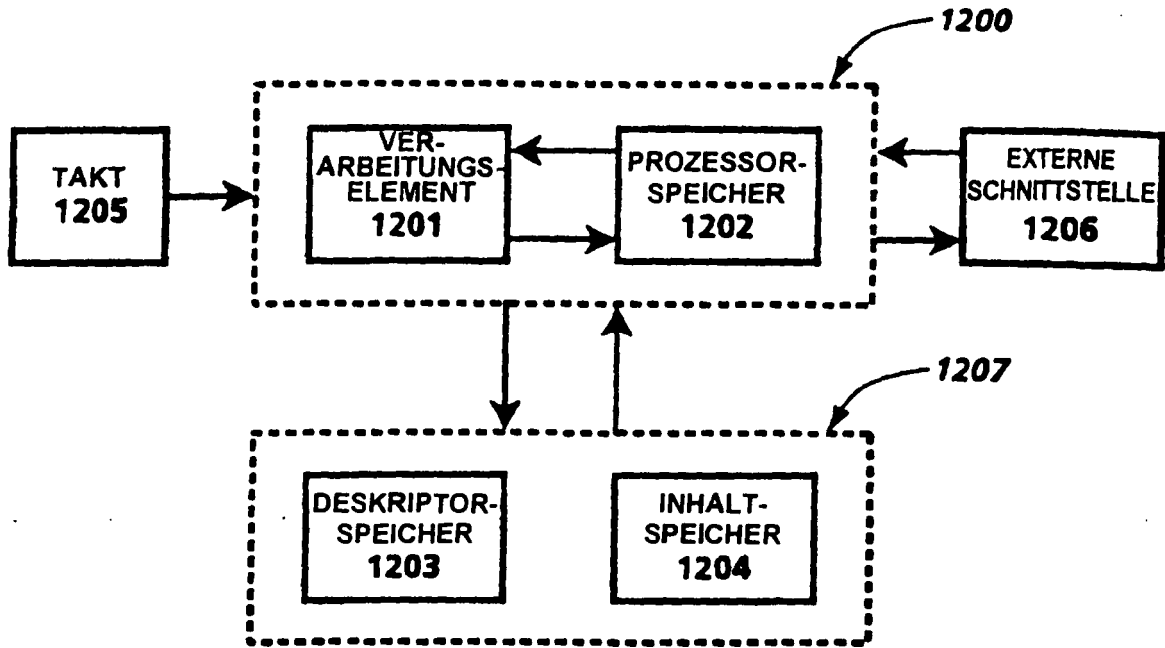 1200
TAKT
1205
VER-
ARBEITUNGS-
ELEMENT
1201
PROZESSOR-
SPEICHER
1202
EXTERNE
SCHNITTSTELLE
1206
1207
DESKRIPTOR-
SPEICHER
1203
INHALT-
SPEICHER
1204